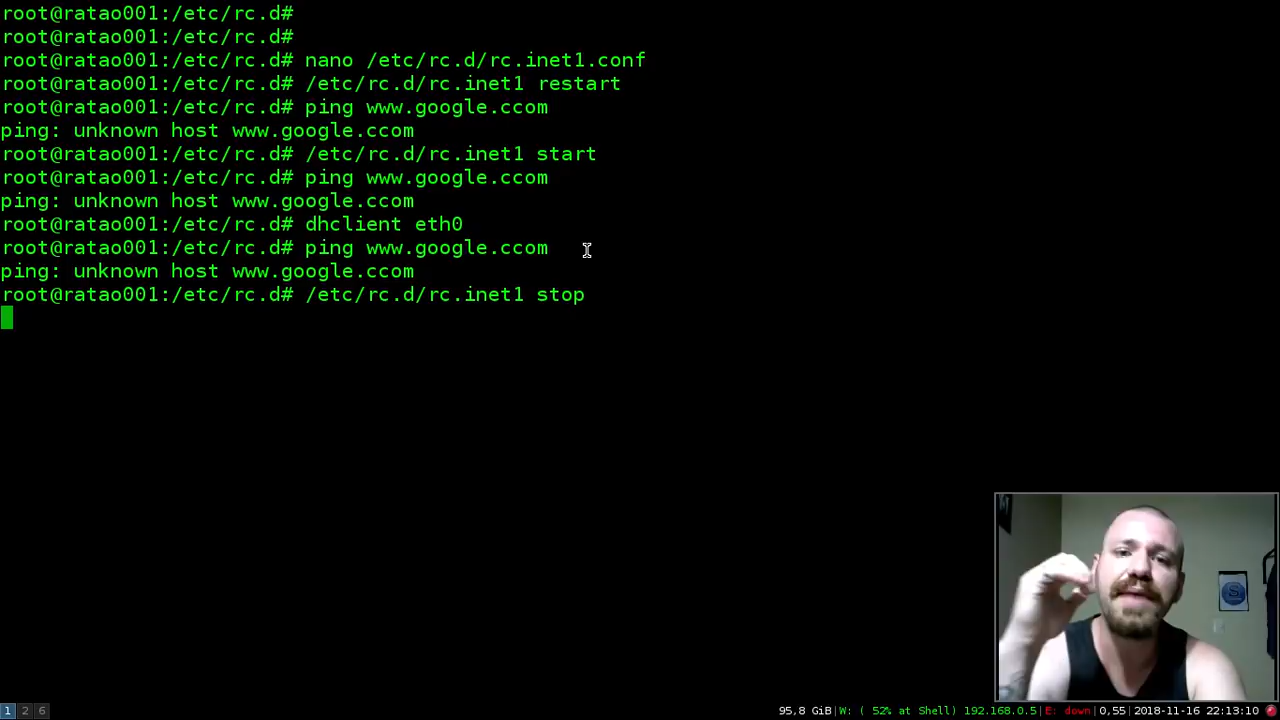 root@ratao001:/etc/rc.d#
root@ratao001:/etc/rc.d#
root@ratao001:/etc/rc.d# nano /etc/rc.d/rc.inet1.conf
root@ratao001:/etc/rc.d# /etc/rc.d/rc.inet1 restart
root@ratao001:/etc/rc.d# ping www.google.ccom
ping: unknown host www.google.ccom
root@ratao001:/etc/rc.d# /etc/rc.d/rc.inet1 start
root@ratao001:/etc/rc.d# ping www.google.ccom
ping: unknown host www.google.ccom
root@ratao001:/etc/rc.d# dhclient eth0
root@ratao001:/etc/rc.d# ping www.google.ccom
ping: unknown host www.google.ccom
root@ratao001:/etc/rc.d# /etc/rc.d/rc.inet1 stop
1 2 6 95,8 GiB|W: ( 52% at Shell) 192.168.0.5|E: down|0,55|2018-11-16 22:13:10